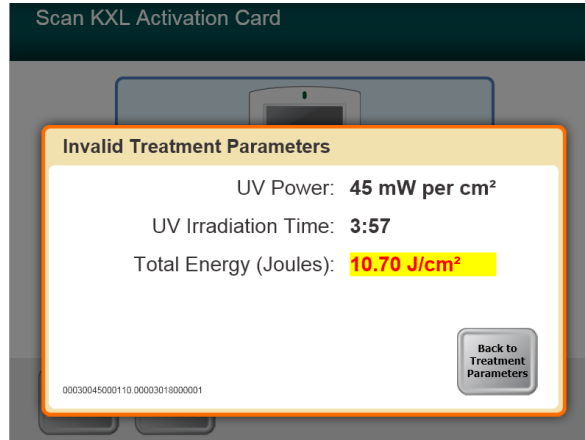 Scan KXL Activation Card
Invalid Treatment Parameters
UV Power: 45 mW per cm²
UV Irradiation Time: 3:57
Total Energy (Joules): 10.70 J/cm²
Back to
Treatment
Parameters
00030045000110.00003018000001